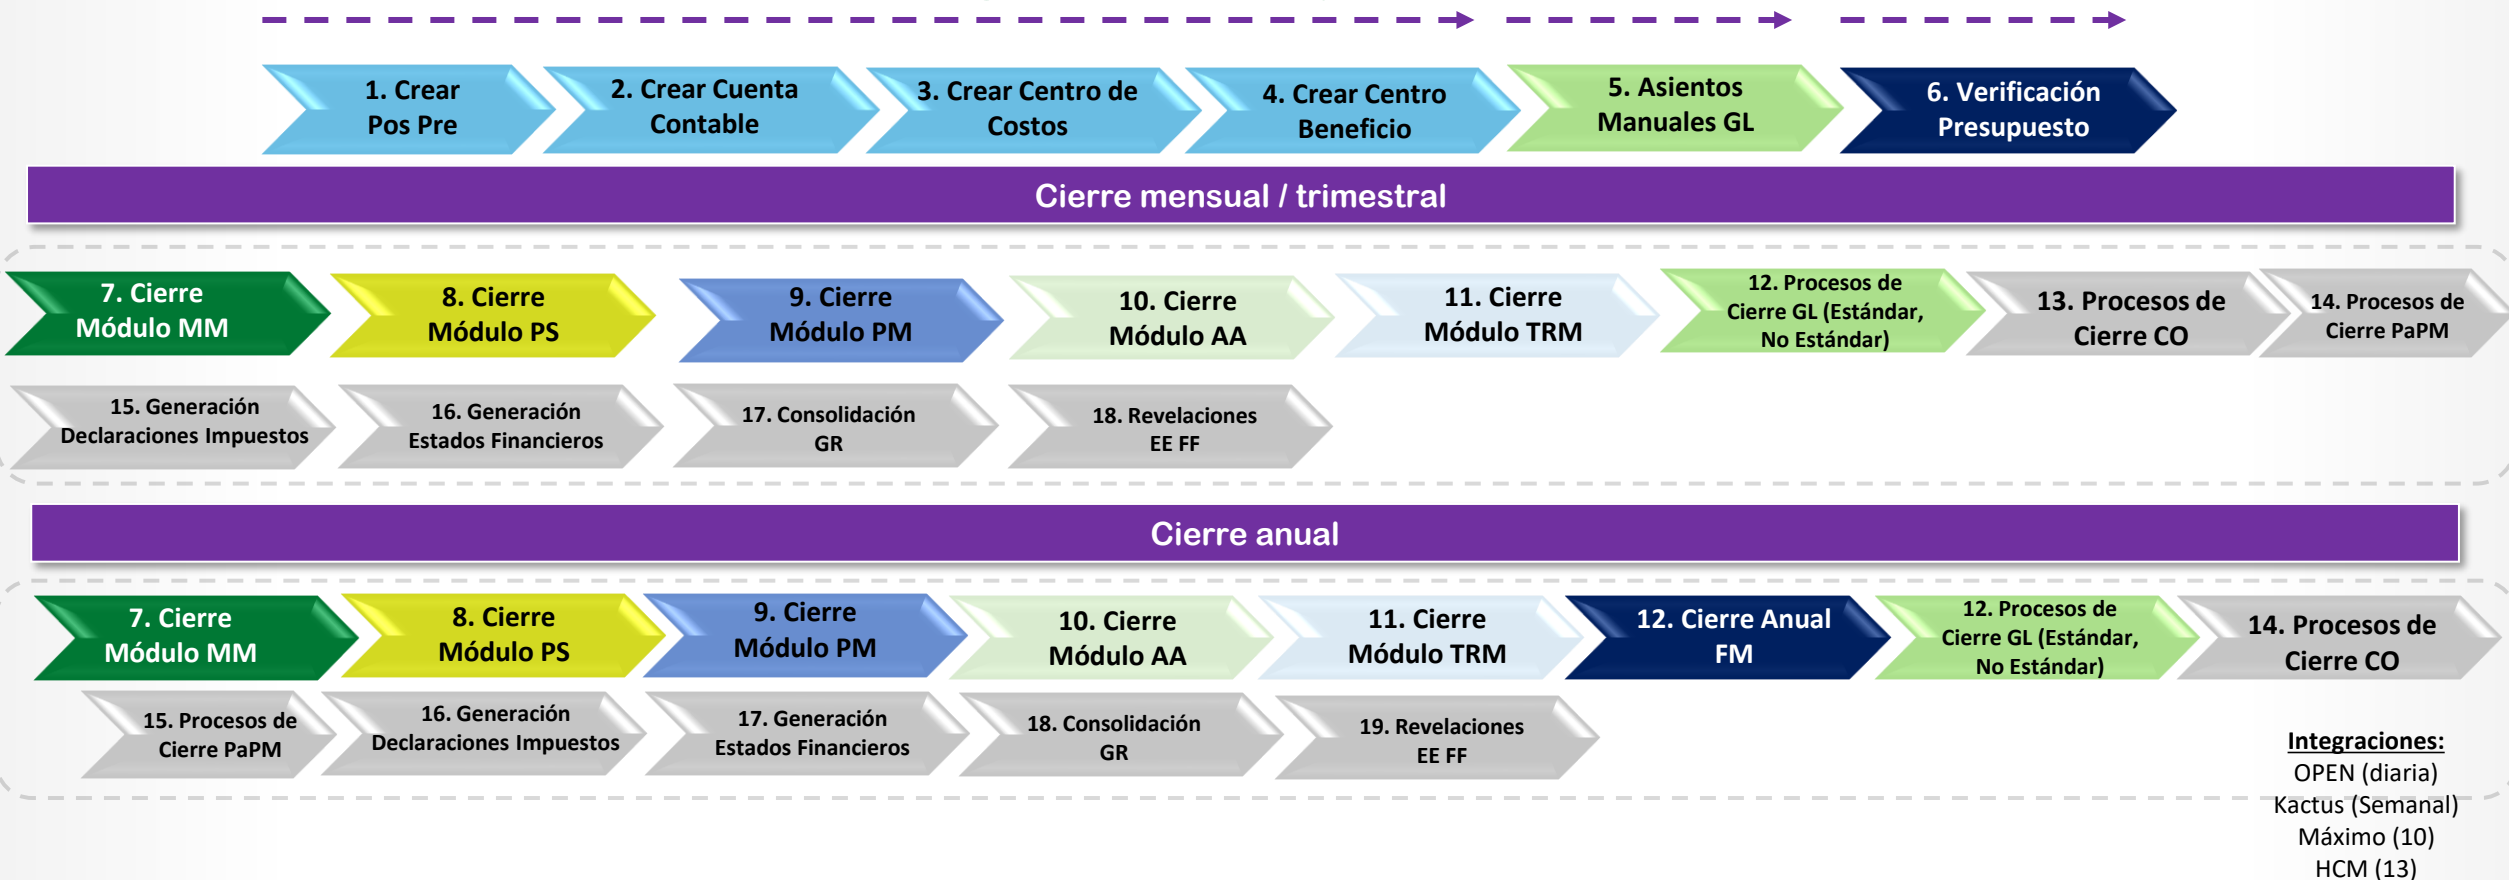 1. Crear
Pos Pre
2. Crear Cuenta
Contable
3. Crear Centro de
Costos
4. Crear Centro
Beneficio
5. Asientos
Manuales GL
6. Verificación
Presupuesto
Cierre mensual / trimestral
7. Cierre
Módulo MM
8. Cierre
Módulo PS
9. Cierre
Módulo PM
10. Cierre
Módulo AA
11. Cierre
Módulo TRM
12. Procesos de
Cierre GL (Estándar,
No Estándar)
13. Procesos de
Cierre CO
14. Procesos de
Cierre PaPM
15. Generación
Declaraciones Impuestos
16. Generación
Estados Financieros
17. Consolidación
GR
18. Revelaciones
EE FF
Cierre anual
7. Cierre
Módulo MM
8. Cierre
Módulo PS
9. Cierre
Módulo PM
10. Cierre
Módulo AA
11. Cierre
Módulo TRM
12. Cierre Anual
FM
12. Procesos de
Cierre GL (Estándar,
No Estándar)
14. Procesos de
Cierre CO
15. Procesos de
Cierre PaPM
16. Generación
Declaraciones Impuestos
17. Generación
Estados Financieros
18. Consolidación
GR
19. Revelaciones
EE FF
Integraciones:
OPEN (diaria)
Kactus (Semanal)
Máximo (10)
HCM (13)